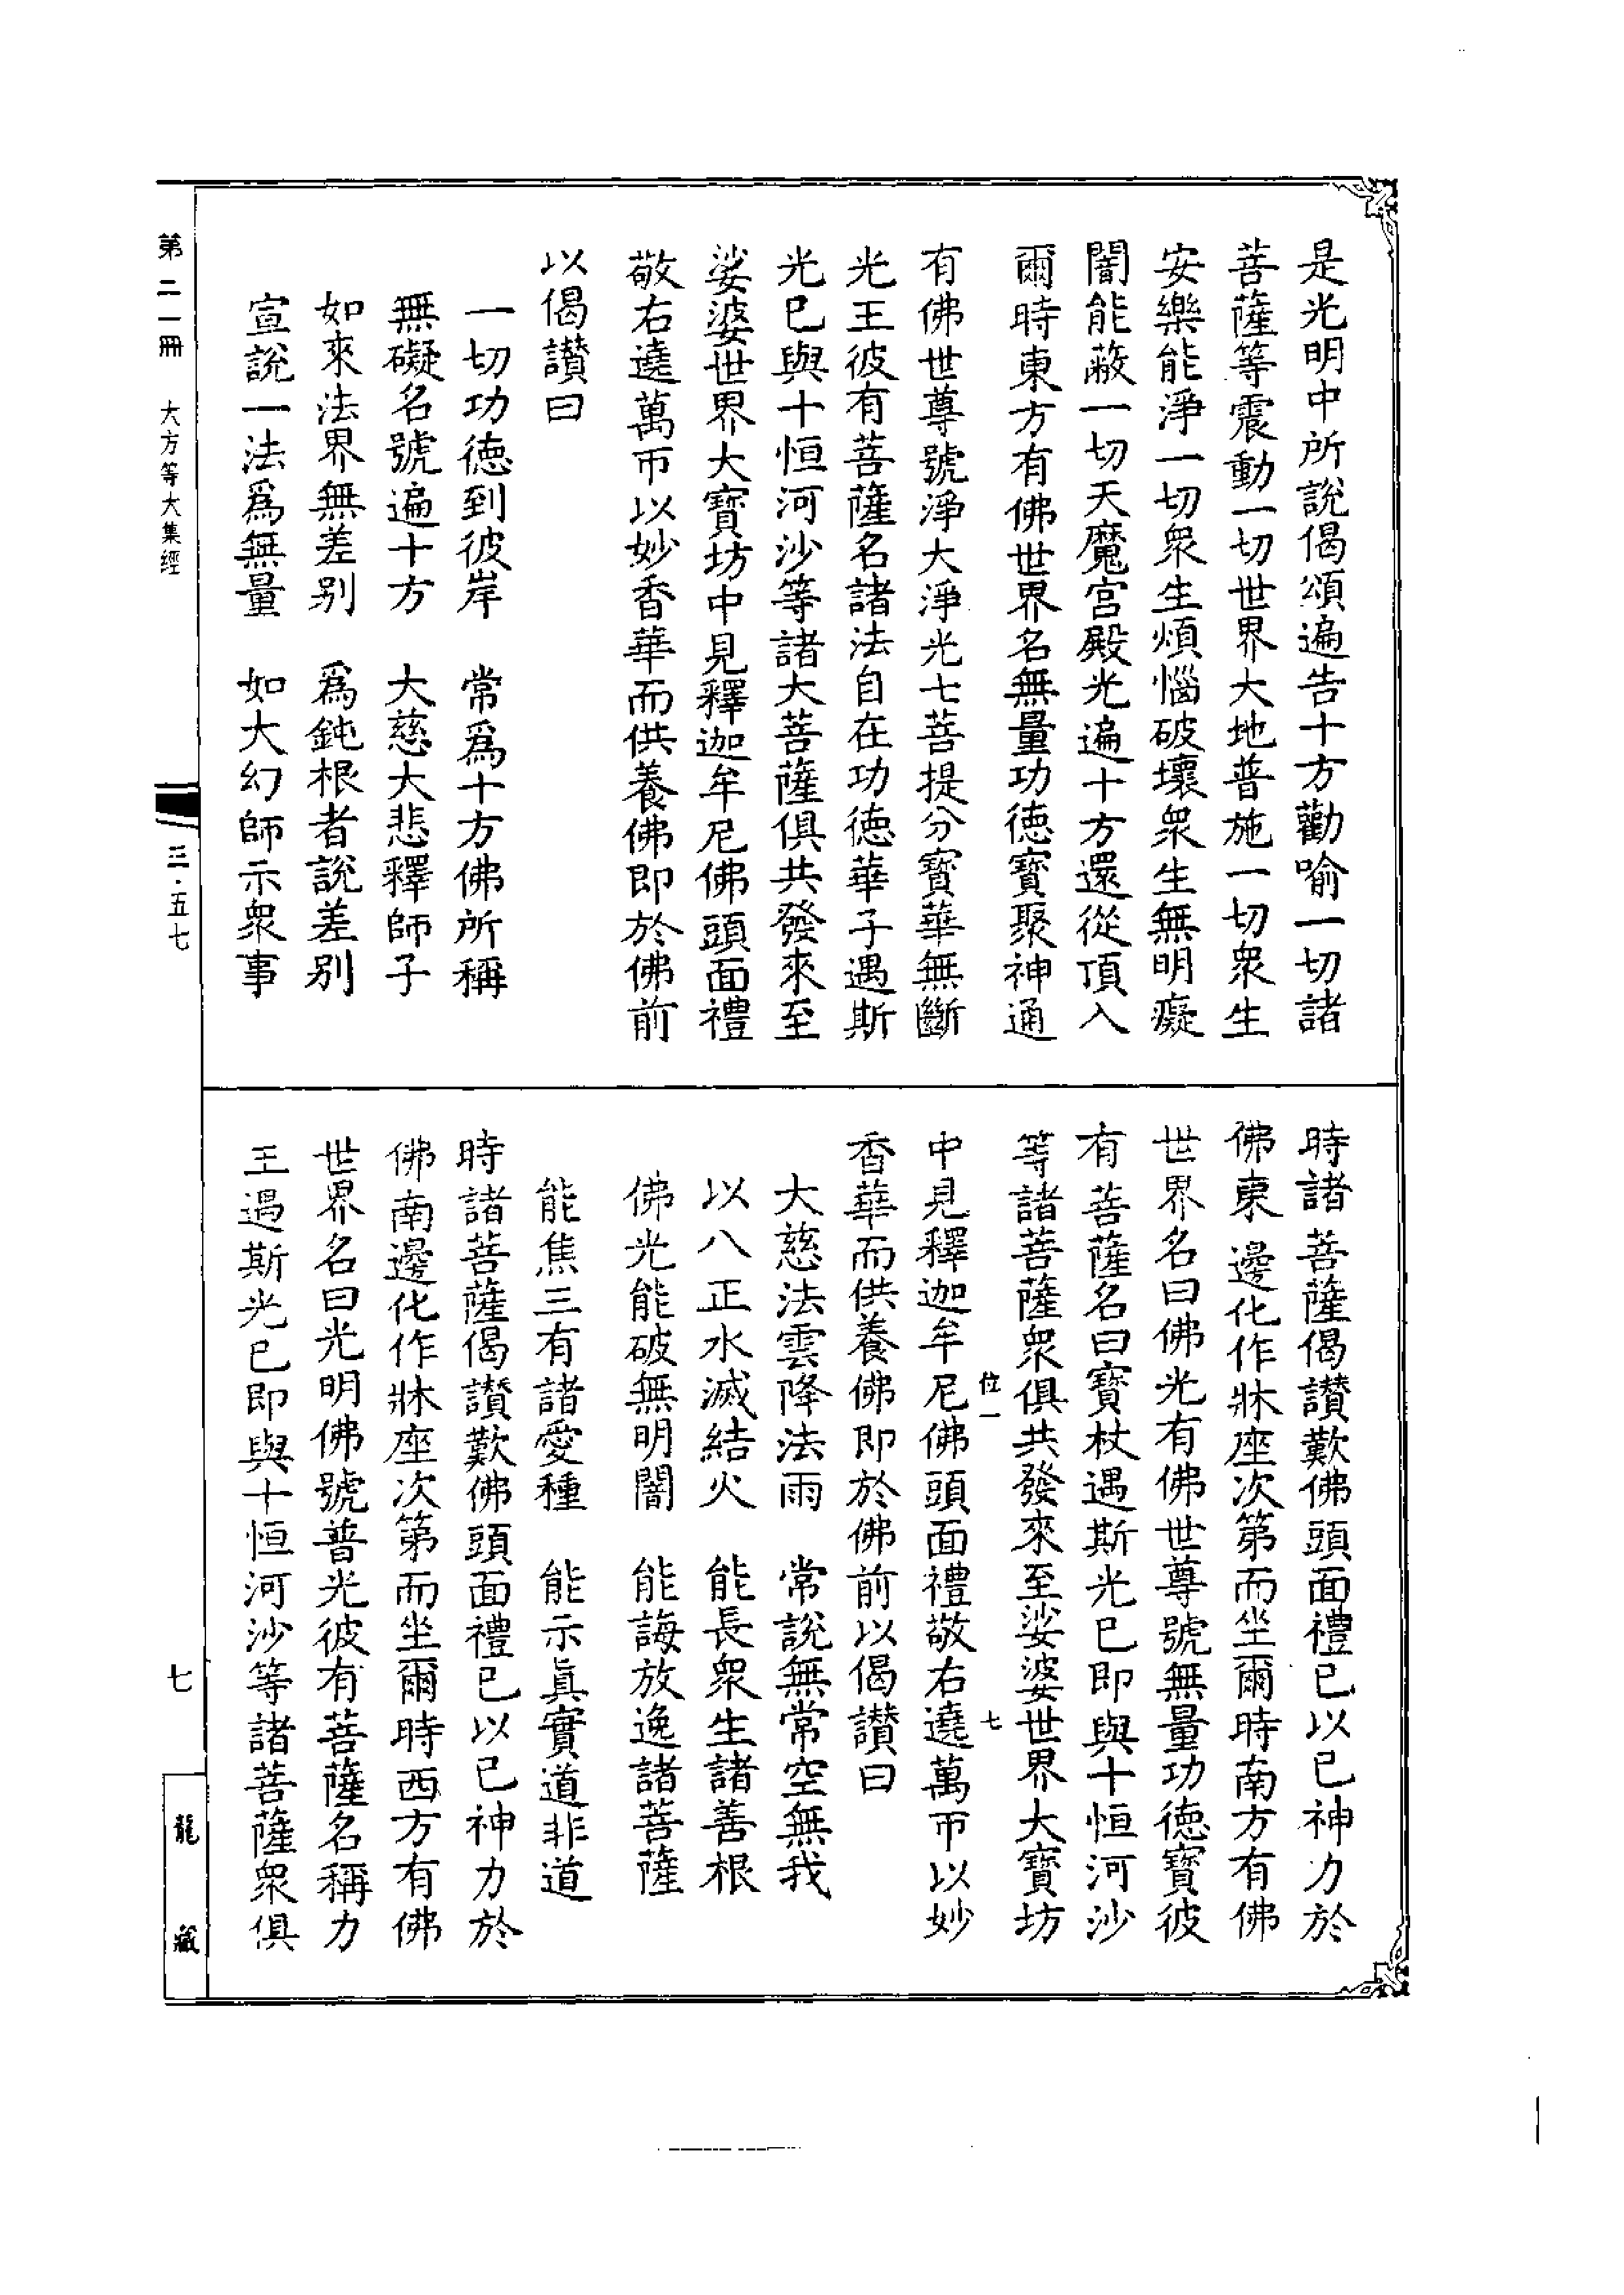 是光明中所說偈頌遍告十方勸喻一切諸
菩薩等震動一切世界大地普施一切衆生
安樂能淨一切衆生煩惱破壞衆生無明癡
闇能蔽一切天魔宮殿光遍十方還從頂入
爾時東方有佛世界名無量功德寶聚神通
有佛世尊號淨大淨光七菩提分寶華無斷
光王彼有菩薩名諸法自在功德華子遇斯
光已與十恒河沙等諸大菩薩俱共發來至
娑婆世界大寶坊中見釋迦牟尼佛頭面禮
敬右遶萬帀以妙香華而供養佛即於佛前
以偈讃曰
一切功德到彼岸　常爲十方佛所稱
無礙名號遍十方　大慈大悲釋師子
如來法界無差别　爲鈍根者說差别
宣說一法爲無量　如大幻師示衆事
時諸菩薩偈讃歎佛頭面禮已以已神力於
佛東邊化作牀座次第而坐爾時南方有佛
世界名曰佛光有佛世尊號無量功德寶彼
有菩薩名曰寶杖遇斯光已即與十恒河沙
等諸菩薩衆俱共發來至娑婆世界大寶坊
位一　七
中見釋迦牟尼佛頭面禮敬右遶萬帀以妙
香華而供養佛即於佛前以偈讃曰
大慈法雲降法雨　常說無常空無我
以八正水滅結火　能長衆生諸善根
佛光能破無明闇　能誨放逸諸菩薩
能焦三有諸愛種　能示眞實道非道
時諸菩薩偈讃歎佛頭面禮已以已神力於
佛南邊化作牀座次第而坐爾時西方有佛
世界名曰光明佛號普光彼有菩薩名稱力
王遇斯光已即與十恒河沙等諸菩薩衆俱
第二一冊　大方等大集經
三·五七
七
龍藏